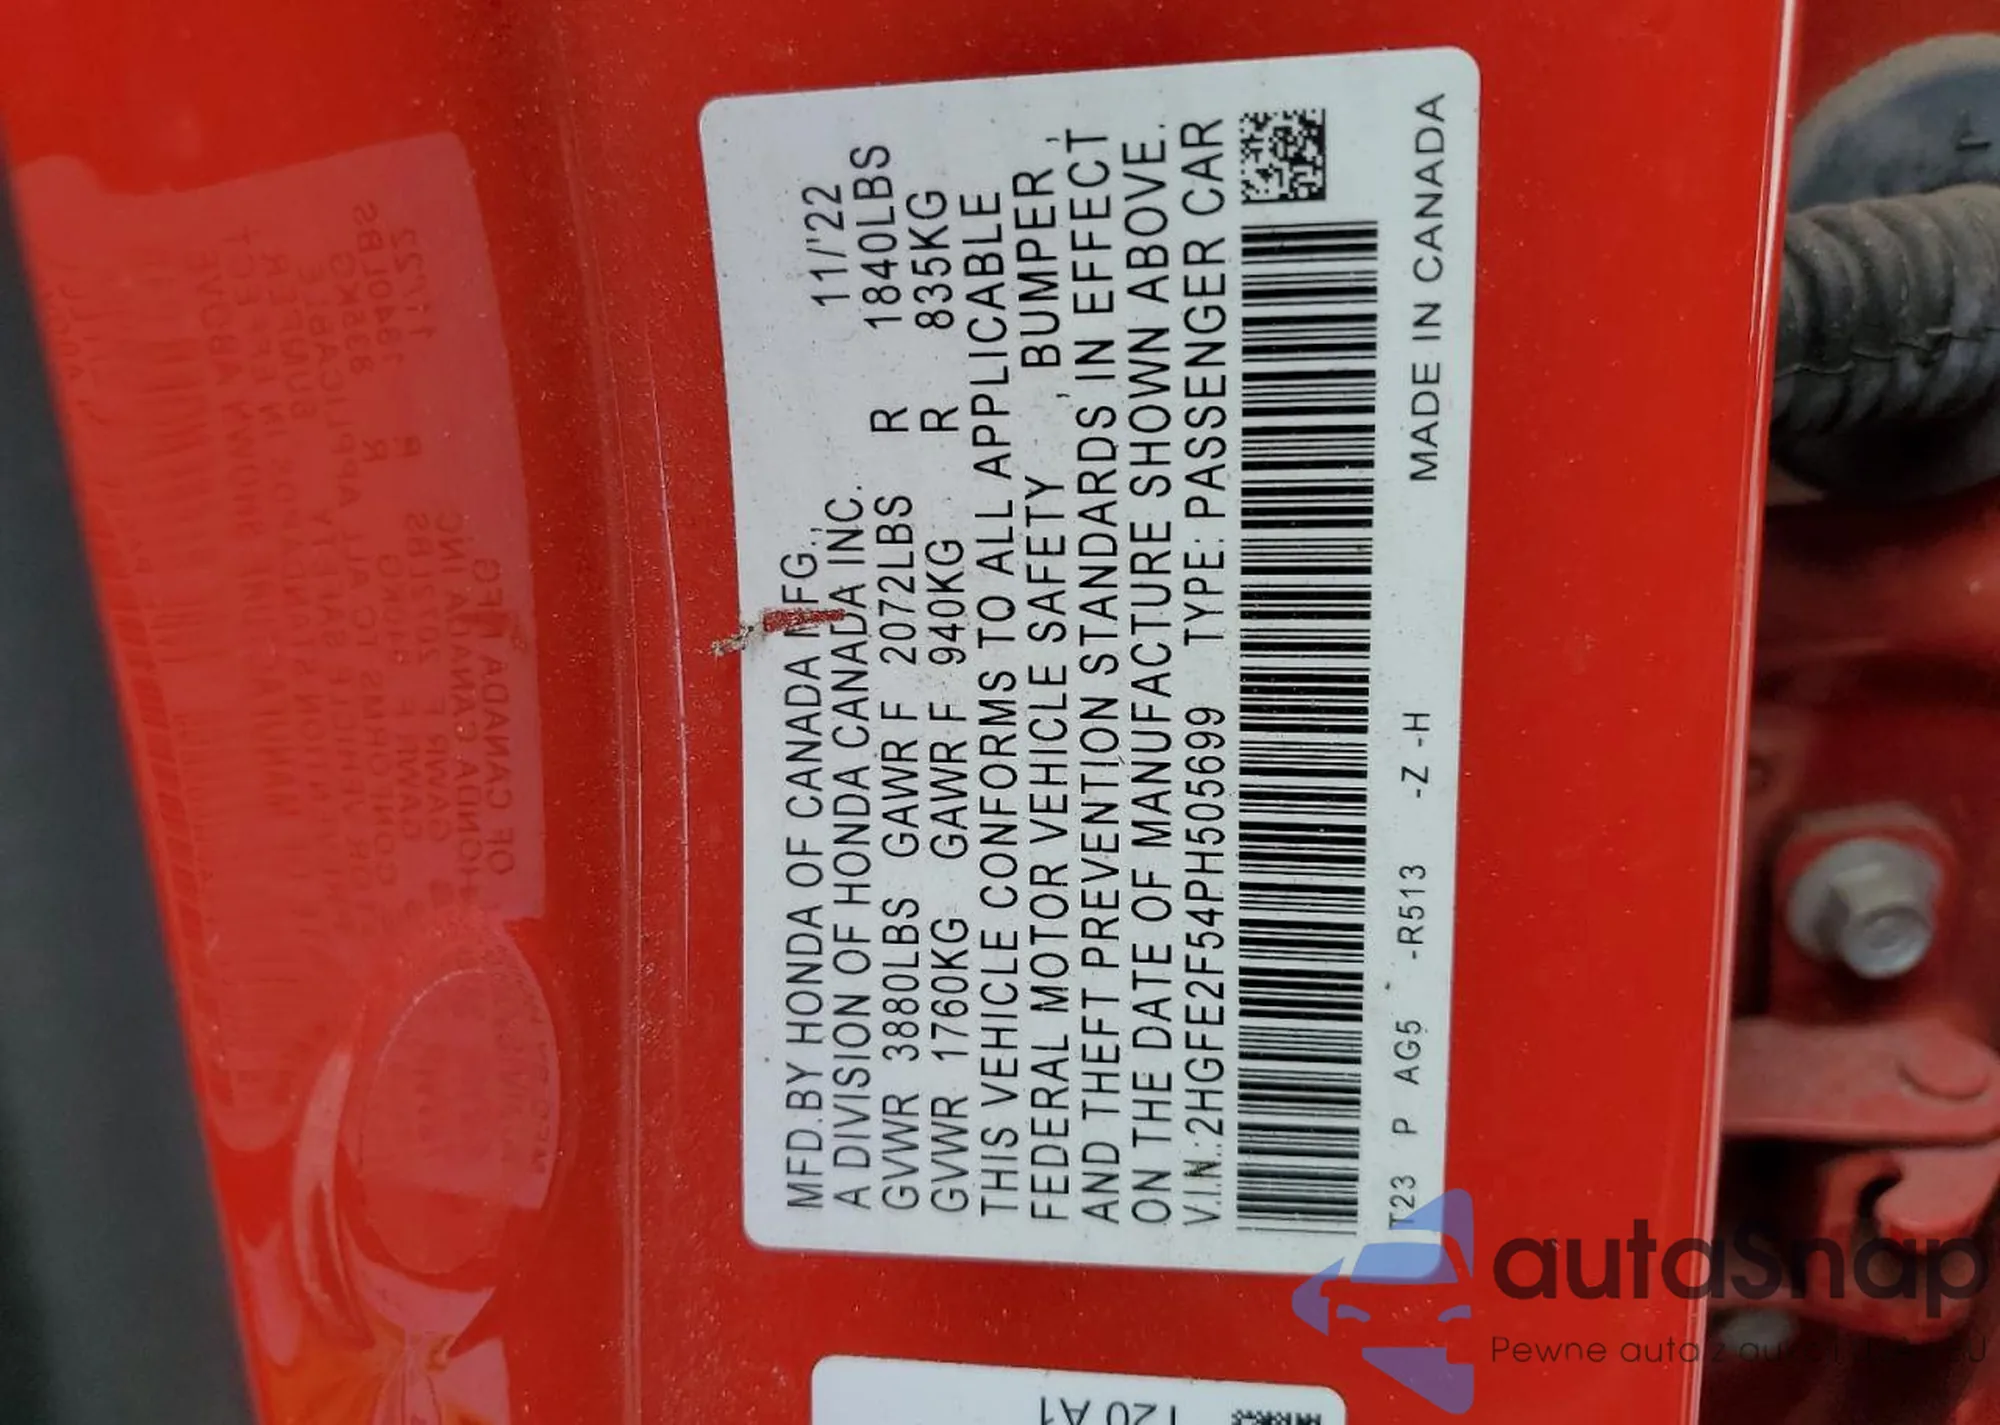 MFD.BY HONDA OF CANADA MFG., 11/'22
A DIVISION OF HONDA CANADA INC.
GVWR 3880LBS GAWR F 2072LBS R R 1840LBS
GVWR 1760KG GAWR F 940KG R R 835KG
THIS VEHICLE CONFORMS TO ALL APPLICABLE
FEDERAL MOTOR VEHICLE SAFETY , BUMPER ,
AND THEFT PREVENTION STANDARDS IN EFFECT
ON THE DATE OF MANUFACTURE SHOWN ABOVE.
V.I.N.:2HGFE2F54PH505699 TYPE: PASSENGER CAR
T23 P AG5 -R513 -Z -H MADE IN CANADA
autaSnap
Pewne auta z